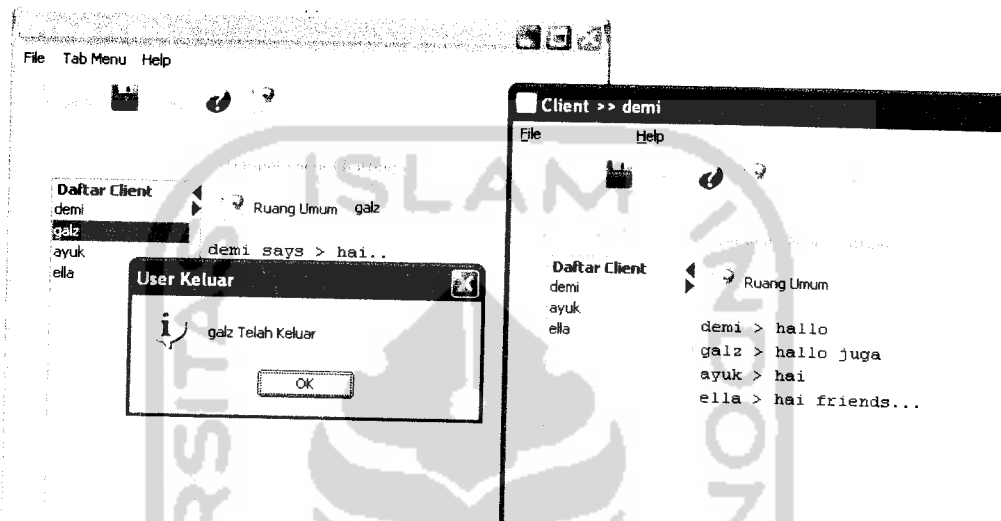 File Tab Menu Help
Daftar Client
demi
galz
ayuk
ella
Ruang Umum galz
demi says > hai..
User Keluar
galz Telah Keluar
OK
Client >> demi
File Help
Daftar Client
demi
ayuk
ella
Ruang Umum
demi > hallo
galz > hallo juga
ayuk > hai
ella > hai friends...
ISLAM